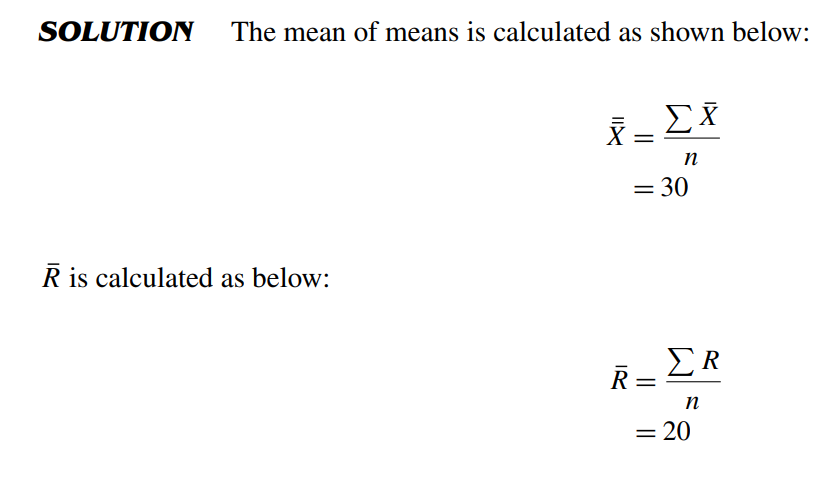 SOLUTION The mean of means is calculated as shown below:
X̿ = ∑ X̄ / n
= 30
R̄ is calculated as below:
R̄ = ∑ R / n
= 20